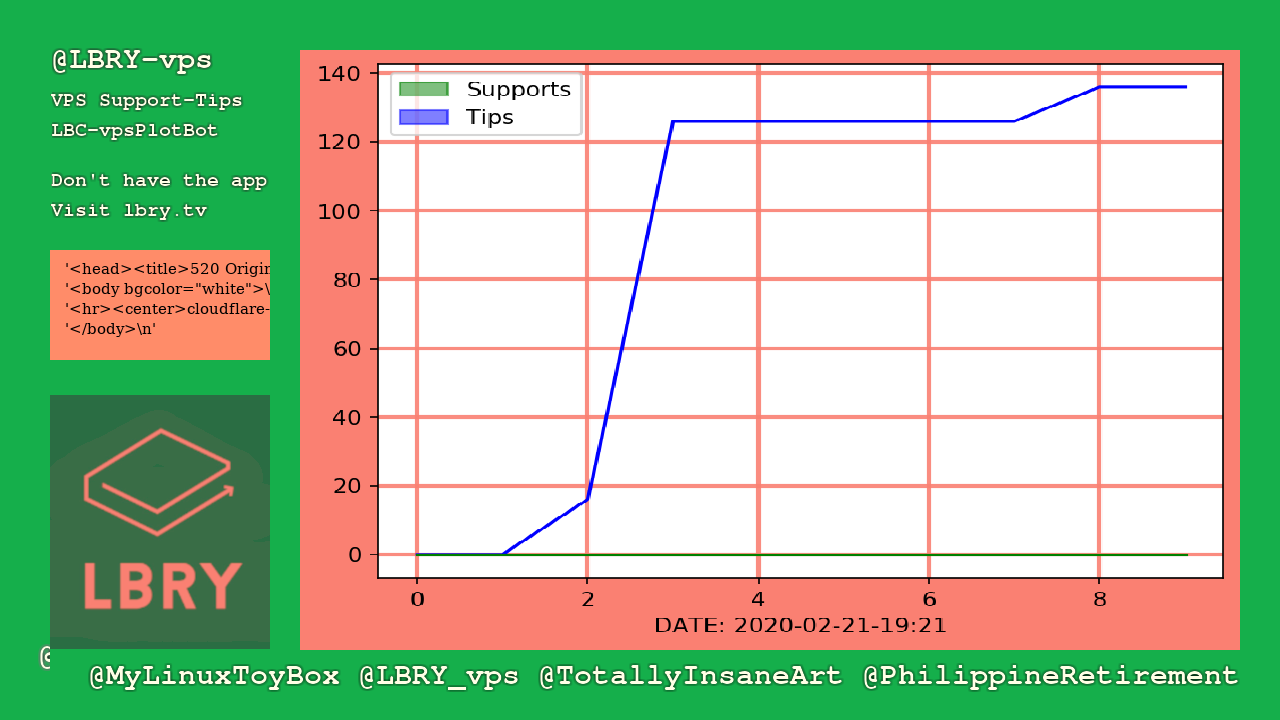 @LBRY-vps
VPS Support-Tips
LBC-vpsPlotBot
Don't have the app
Visit lbry.tv
'<head><title>520 Origin
'<body bgcolor="white">\
'<hr><center>cloudflare-
'</body>\n'
LBRY
Supports
Tips
140
120
100
80
60
40
20
0
0 2 4 6 8
DATE: 2020-02-21-19:21
@
@MyLinuxToyBox @LBRY_vps @TotallyInsaneArt @PhilippineRetirement